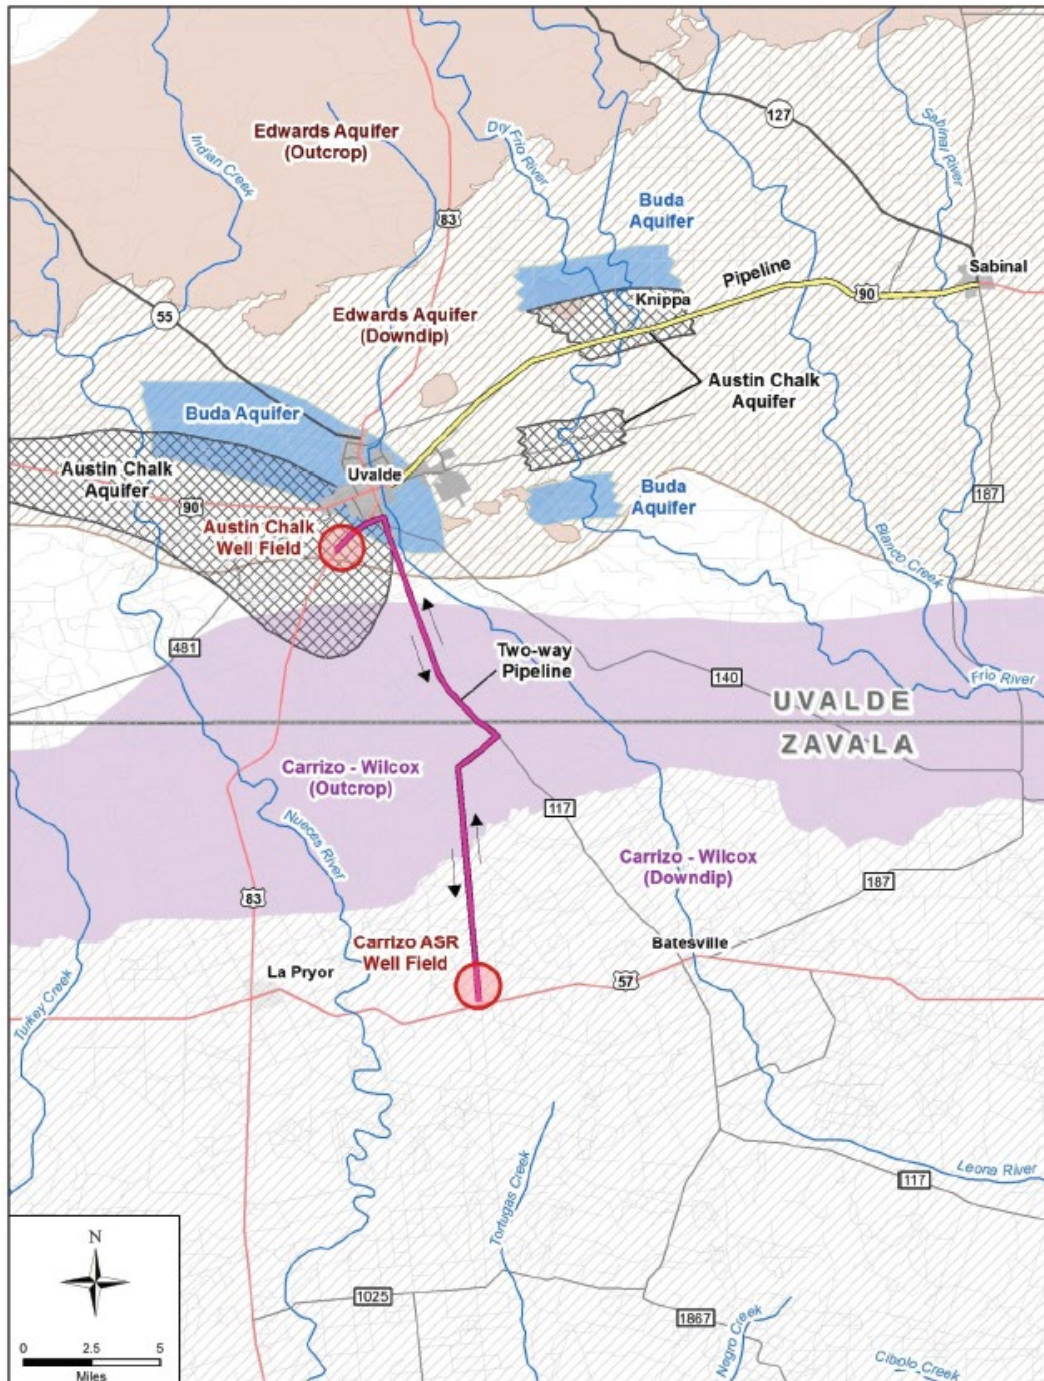 127
Edwards Aquifer
(Outcrop)
Indian Creek
Dry Frio River
Sabinal River
83
Buda
Aquifer
Sabinal
Pipeline
90
Knippa
55
Edwards Aquifer
(Downdip)
Austin Chalk
Aquifer
Buda Aquifer
Austin Chalk
Aquifer
Uvalde
90
Buda
Aquifer
187
Austin Chalk
Well Field
Blanco Creek
481
Two-way
Pipeline
140
Frio River
UVALDE
ZAVALA
Carrizo - Wilcox
(Outcrop)
117
Nueces River
Carrizo - Wilcox
(Downdip)
187
83
Carrizo ASR
Well Field
Batesville
La Pryor
57
Turkey Creek
Tortugas Creek
Leona River
117
N
1025
1867
Negro Creek
Cibolo Creek
0 2.5 5
Miles